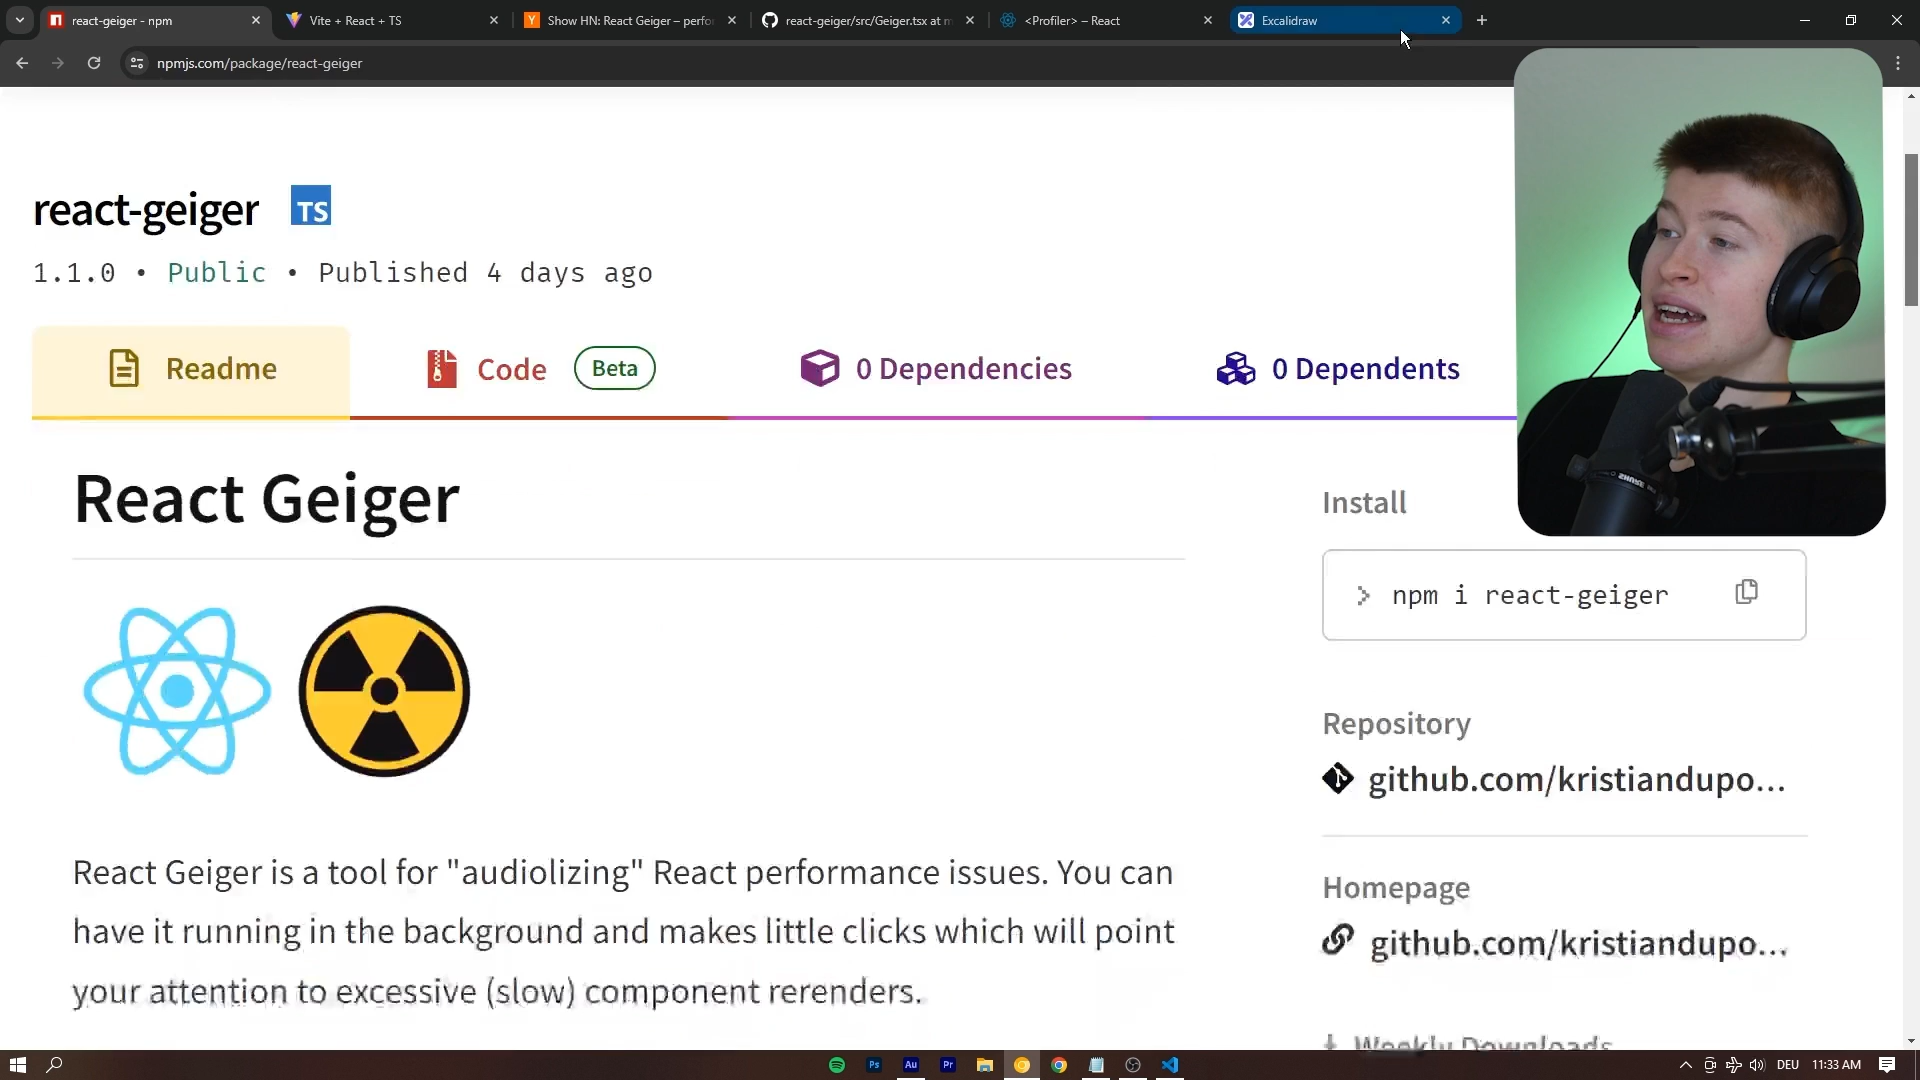 react-geiger - npm
Vite + React + TS
Show HN: React Geiger – perfo
react-geiger/src/Geiger.tsx at m
<Profiler> – React
Excalidraw
npmjs.com/package/react-geiger
react-geiger
TS
1.1.0 • Public • Published 4 days ago
Readme
Code
Beta
0 Dependencies
0 Dependents
React Geiger
Install
npm i react-geiger
Repository
github.com/kristiandupo...
Homepage
github.com/kristiandupo...
React Geiger is a tool for "audiolizing" React performance issues. You can
have it running in the background and makes little clicks which will point
your attention to excessive (slow) component rerenders.
Weekly Downloads
SHURE
Ps
Au
Pr
DEU
11:33 AM